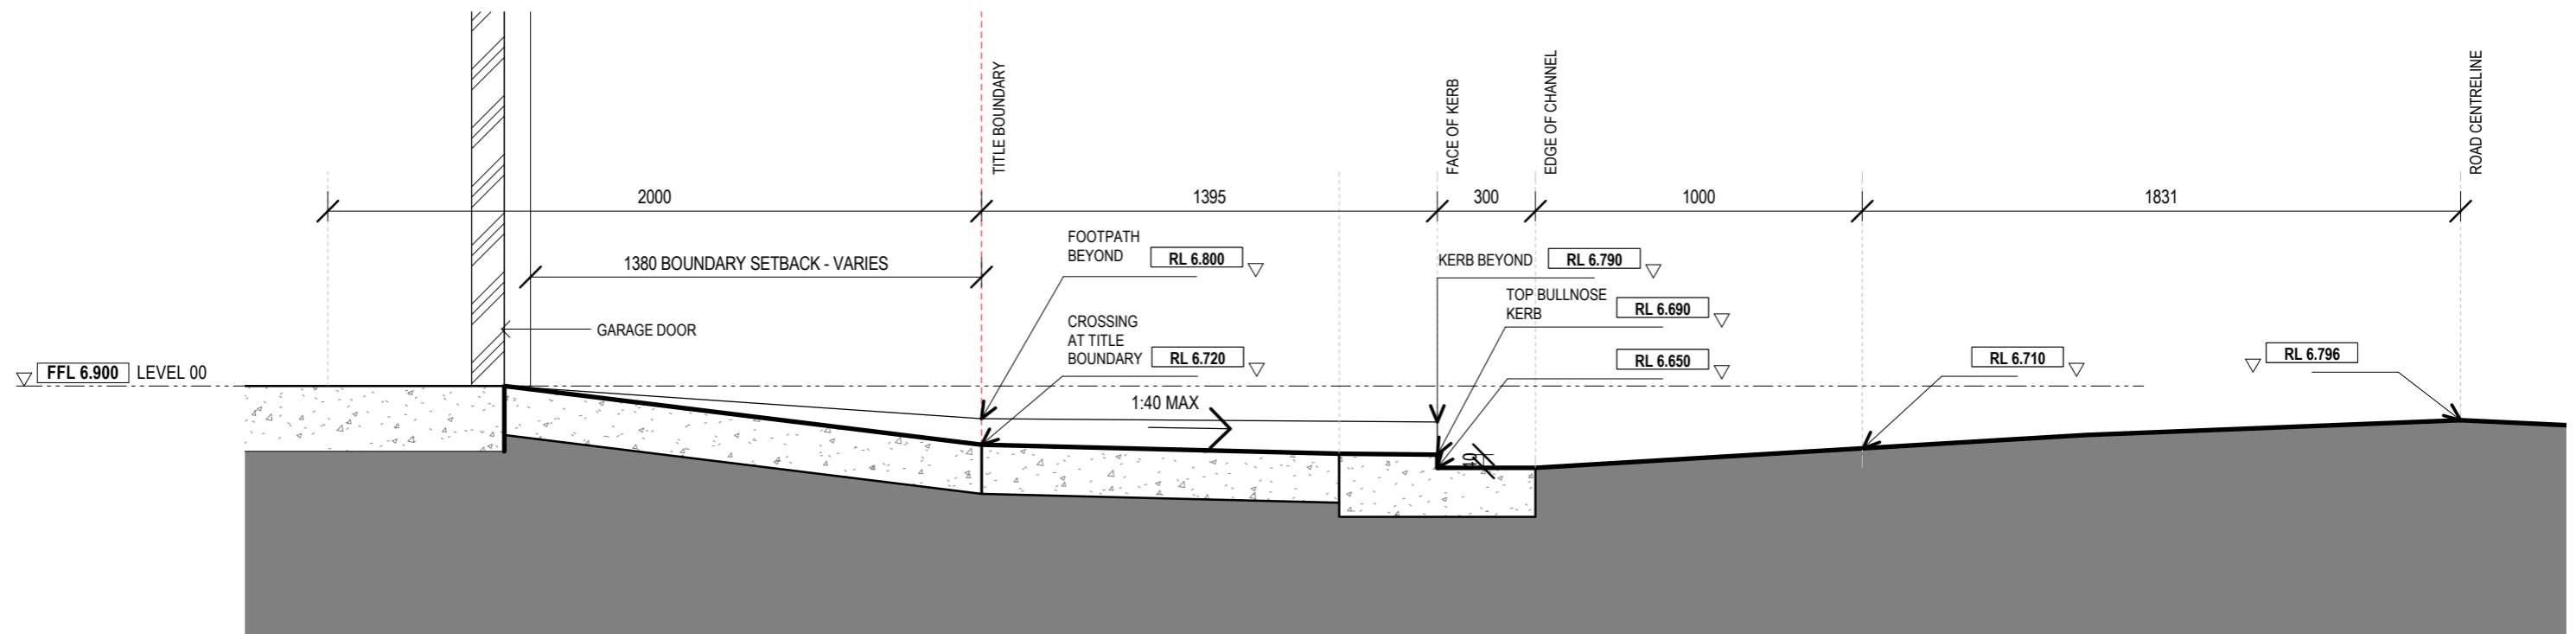 TITLE BOUNDARY
FACE OF KERB
EDGE OF CHANNEL
ROAD CENTRELINE
2000
1395
300
1000
1831
FOOTPATH
BEYOND
RL 6.800
1380 BOUNDARY SETBACK - VARIES
KERB BEYOND
RL 6.790
TOP BULLNOSE
KERB
RL 6.690
GARAGE DOOR
CROSSING
AT TITLE
BOUNDARY
RL 6.720
RL 6.650
RL 6.710
RL 6.796
FFL 6.900 LEVEL 00
1:40 MAX
40